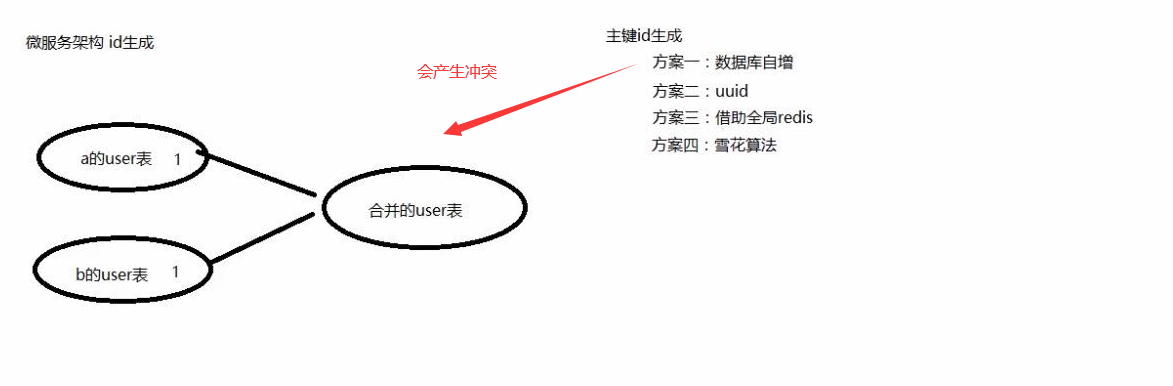 微服务架构 id生成
主键id生成
方案一：数据库自增
会产生冲突
方案二：uuid
方案三：借助全局redis
方案四：雪花算法
a的user表 1
合并的user表
b的user表 1